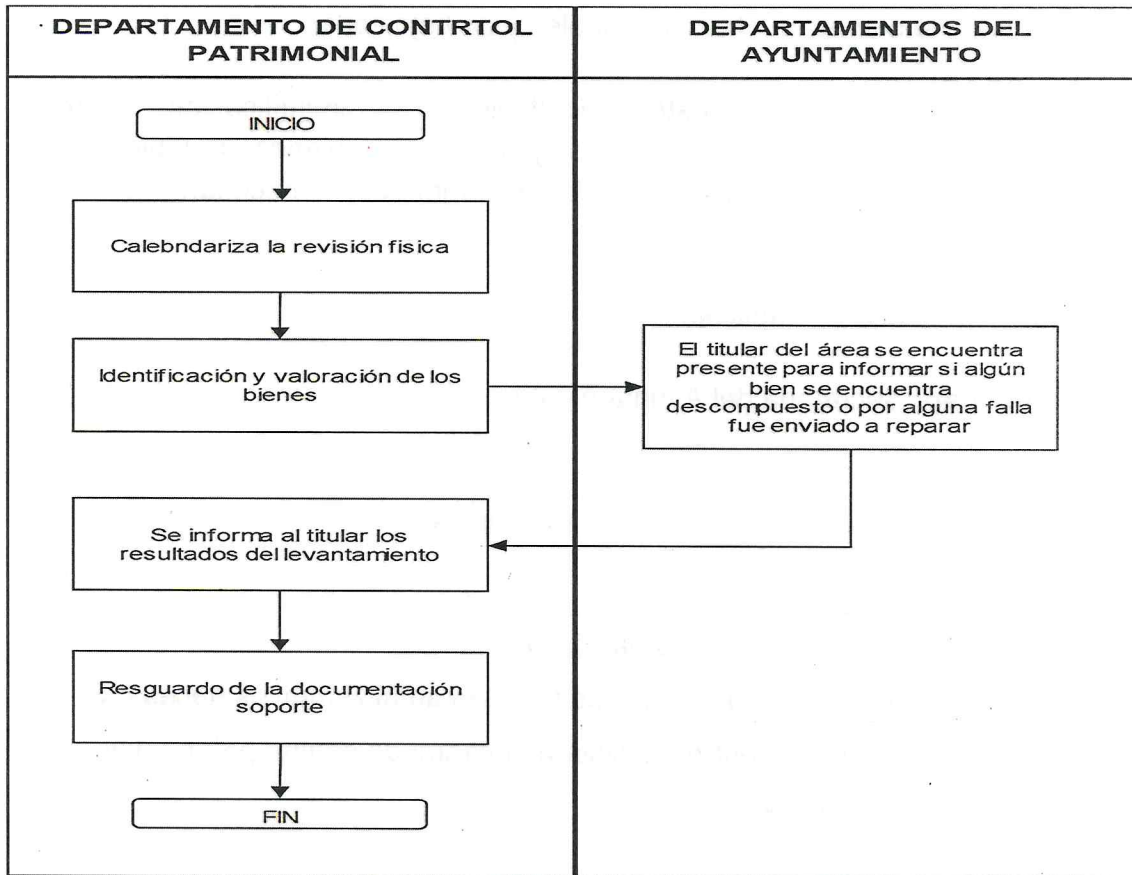 DEPARTAMENTO DE CONTRTOL
PATRIMONIAL
DEPARTAMENTOS DEL
AYUNTAMIENTO
INICIO
Calebndariza la revisión fisica
Identificación y valoración de los
bienes
El titular del área se encuentra
presente para informar si algún
bien se encuentra
descompuesto o por alguna falla
fue enviado a reparar
Se informa al titular los
resultados del levantamiento
Resguardo de la documentación
soporte
FIN